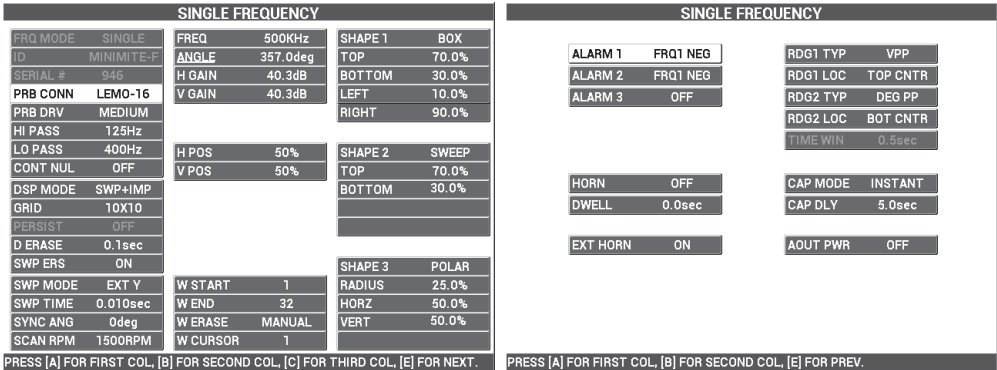 SINGLE FREQUENCY
FRQ MODE SINGLE
ID MINIMITE-F
SERIAL # 946
PRB CONN LEMO-16
PRB DRV MEDIUM
HI PASS 125Hz
LO PASS 400Hz
CONT NUL OFF
DSP MODE SWP+IMP
GRID 10X10
PERSIST OFF
D ERASE 0.1sec
SWP ERS ON
SWP MODE EXT Y
SWP TIME 0.010sec
SYNC ANG 0deg
SCAN RPM 1500RPM
FREQ 500KHz
ANGLE 357.0deg
H GAIN 40.3dB
V GAIN 40.3dB
H POS 50%
V POS 50%
W START 1
W END 32
W ERASE MANUAL
W CURSOR 1
SHAPE 1 BOX
TOP 70.0%
BOTTOM 30.0%
LEFT 10.0%
RIGHT 90.0%
SHAPE 2 SWEEP
TOP 70.0%
BOTTOM 30.0%
SHAPE 3 POLAR
RADIUS 25.0%
HORZ 50.0%
VERT 50.0%
PRESS [A] FOR FIRST COL, [B] FOR SECOND COL, [C] FOR THIRD COL, [E] FOR NEXT.
SINGLE FREQUENCY
ALARM 1 FRQ1 NEG
ALARM 2 FRQ1 NEG
ALARM 3 OFF
HORN OFF
DWELL 0.0sec
EXT HORN ON
RDG1 TYP VPP
RDG1 LOC TOP CNTR
RDG2 TYP DEG PP
RDG2 LOC BOT CNTR
TIME WIN 0.5sec
CAP MODE INSTANT
CAP DLY 5.0sec
AOUT PWR OFF
PRESS [A] FOR FIRST COL, [B] FOR SECOND COL, [E] FOR PREV.